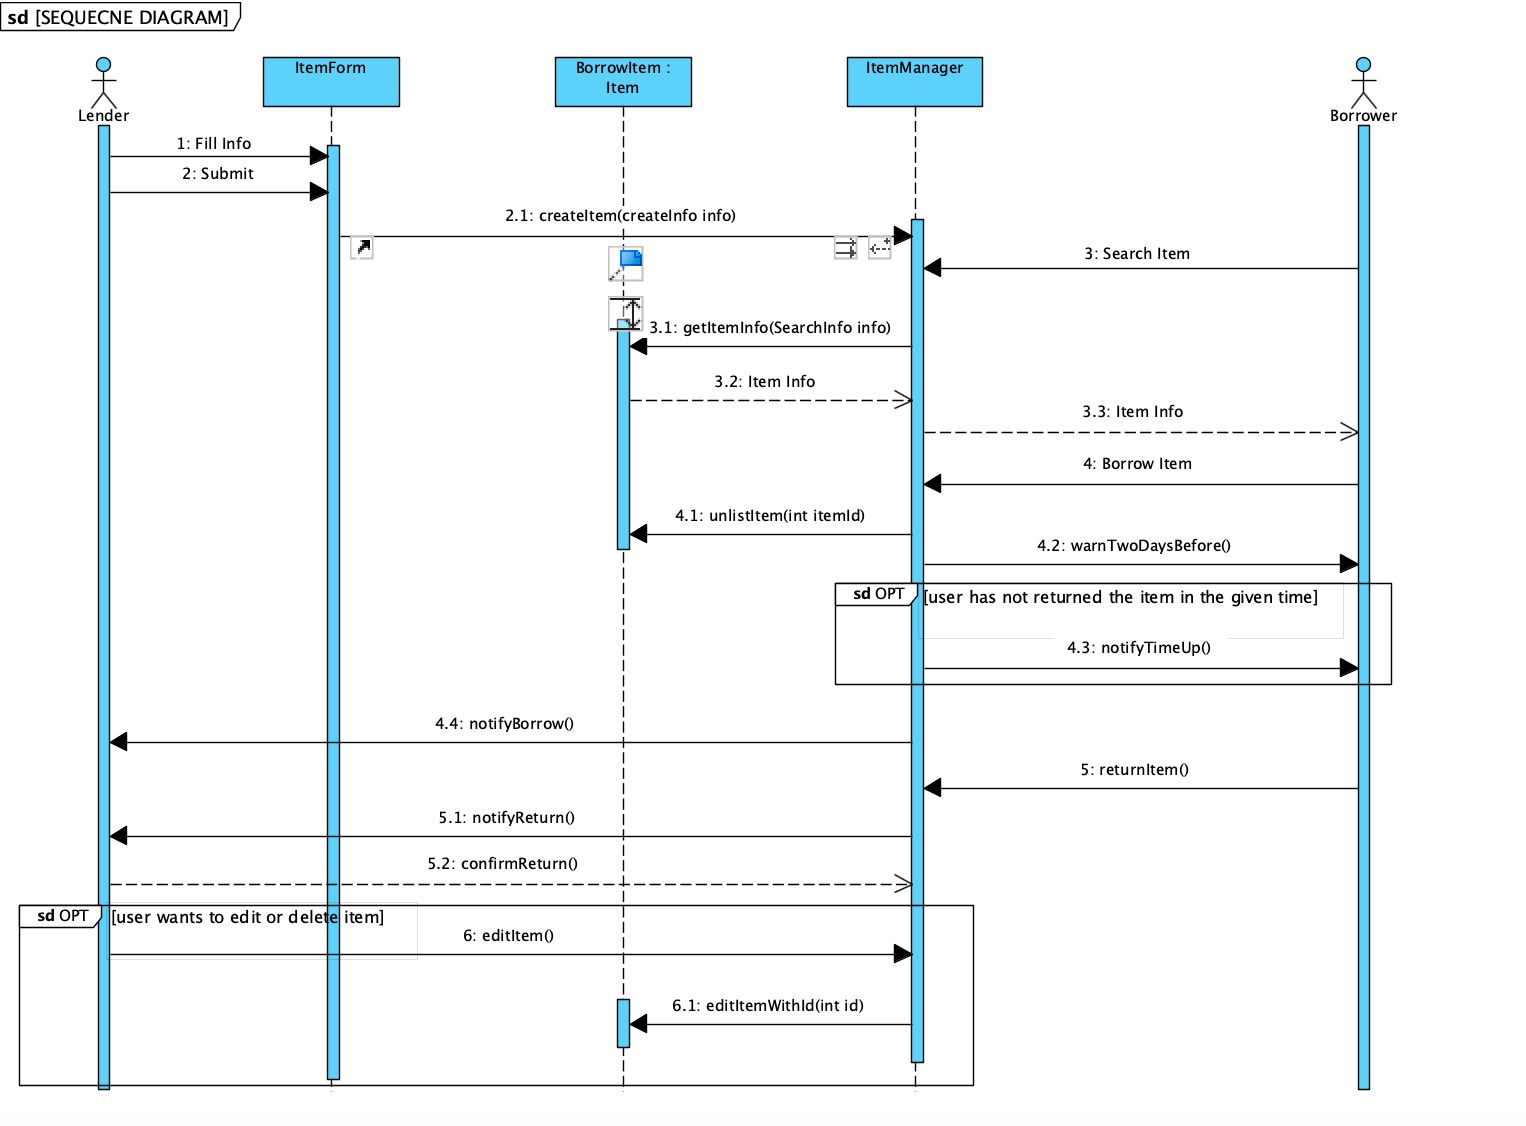 sd [SEQUECNE DIAGRAM]
Lender
ItemForm
BorrowItem :
Item
ItemManager
Borrower
1: Fill Info
2: Submit
2.1: createItem(createInfo info)
3: Search Item
3.1: getItemInfo(SearchInfo info)
3.2: Item Info
3.3: Item Info
4: Borrow Item
4.1: unlistItem(int itemId)
4.2: warnTwoDaysBefore()
sd OPT [user has not returned the item in the given time]
4.3: notifyTimeUp()
4.4: notifyBorrow()
5: returnItem()
5.1: notifyReturn()
5.2: confirmReturn()
sd OPT [user wants to edit or delete item]
6: editItem()
6.1: editItemWithId(int id)